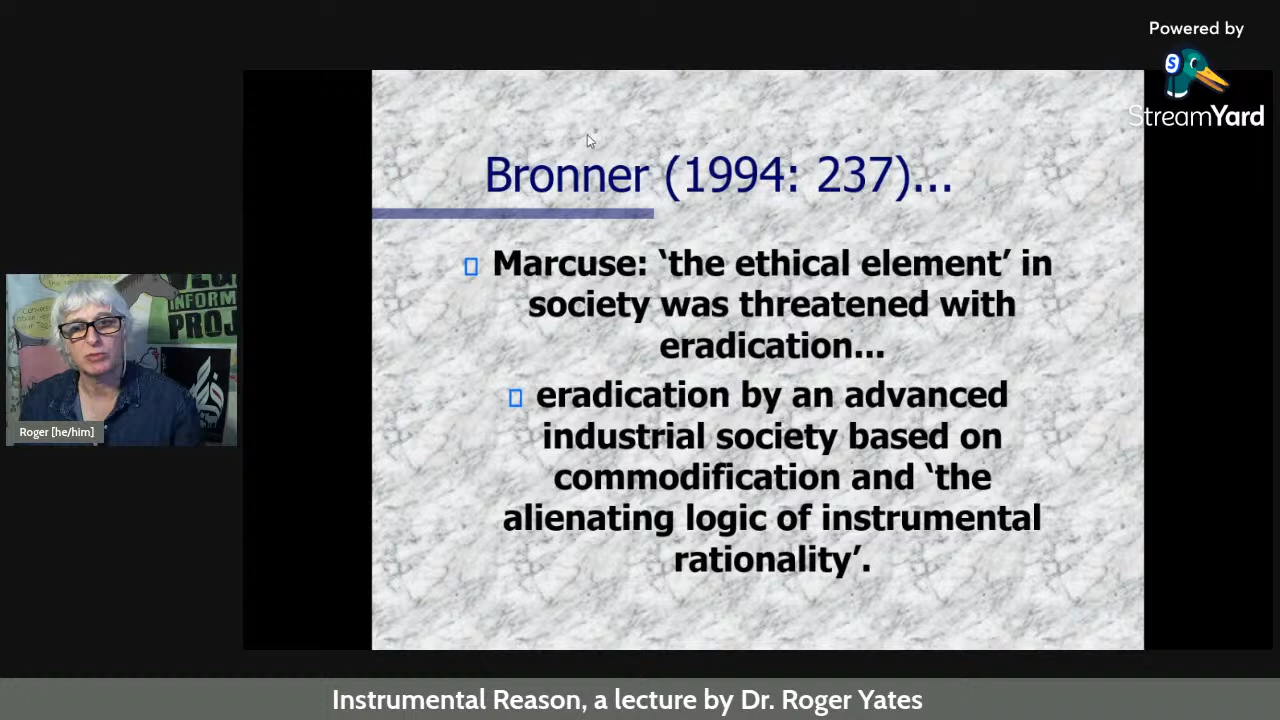 Powered by
S
StreamYard
Bronner (1994: 237)...
Marcuse: ‘the ethical element’ in
society was threatened with
eradication...
eradication by an advanced
industrial society based on
commodification and ‘the
alienating logic of instrumental
rationality’.
INFORM
PROJ
Roger [he/him]
Instrumental Reason, a lecture by Dr. Roger Yates